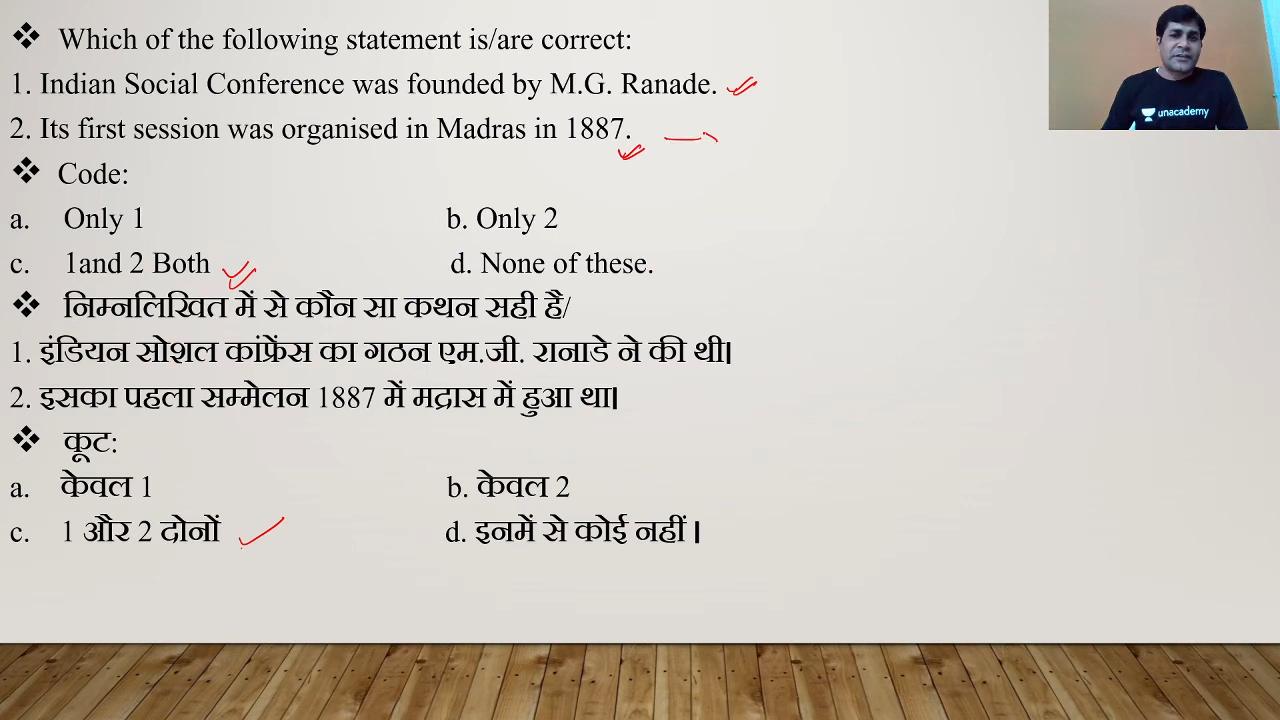 ❖ Which of the following statement is/are correct:
1. Indian Social Conference was founded by M.G. Ranade.
2. Its first session was organised in Madras in 1887.
❖ Code:
a. Only 1 b. Only 2
c. 1and 2 Both d. None of these.
❖ निम्नलिखित में से कौन सा कथन सही है/
1. इंडियन सोशल कांफ्रेंस का गठन एम.जी. रानाडे ने की थी।
2. इसका पहला सम्मेलन 1887 में मद्रास में हुआ था।
❖ कूट:
a. केवल 1 b. केवल 2
c. 1 और 2 दोनों d. इनमें से कोई नहीं ।
unacademy